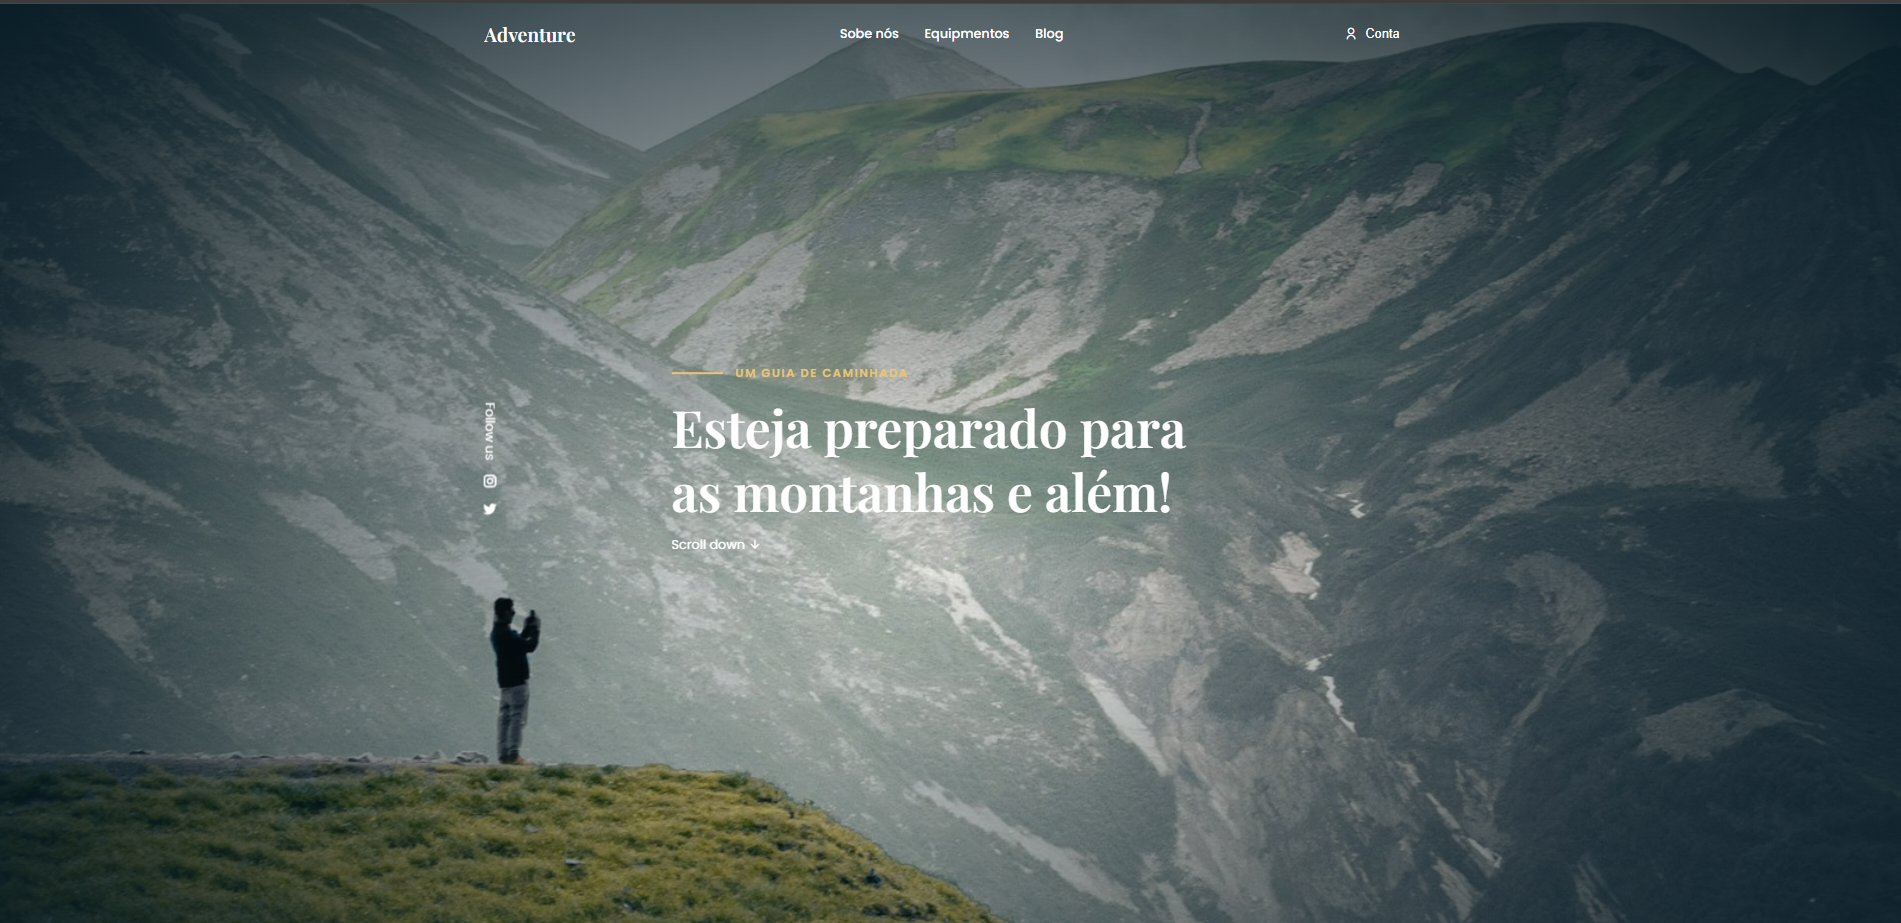 Adventure
Sobe nós
Equipmentos
Blog
Conta
UM GUIA DE CAMINHADA
Esteja preparado para
as montanhas e além!
Follow us
Scroll down ↓